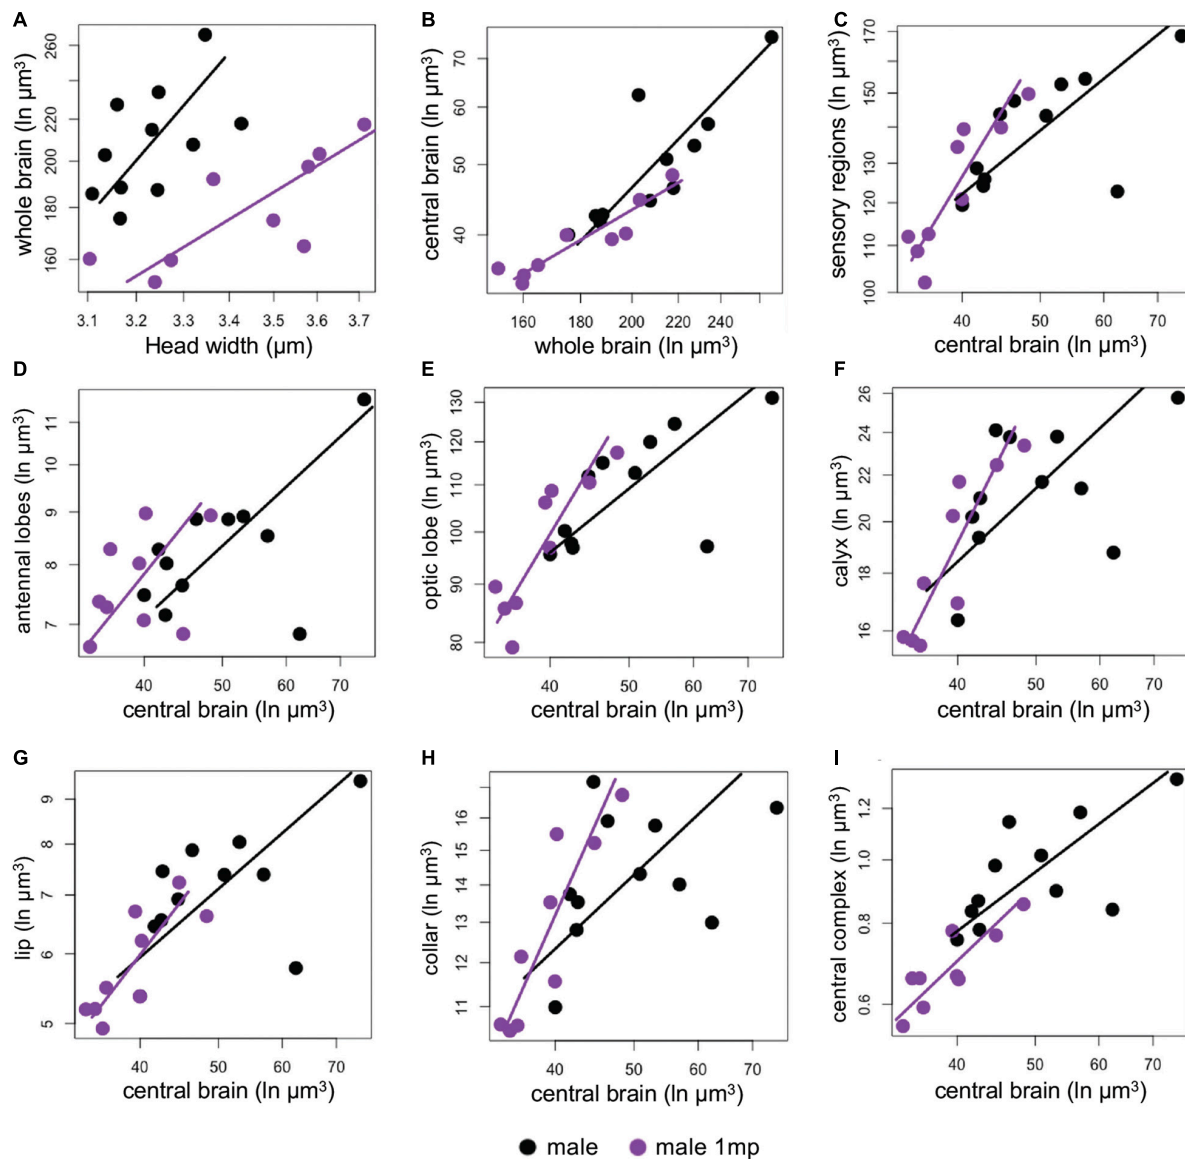 A
whole brain (ln µm³)
260
220
200
180
160
3.1 3.2 3.3 3.4 3.5 3.6 3.7
Head width (µm)
B
central brain (ln µm³)
70
60
50
40
160 180 200 220 240
whole brain (ln µm³)
C
sensory regions (ln µm³)
170
150
130
120
110
100
40 50 60 70
central brain (ln µm³)
D
antennal lobes (ln µm³)
11
10
9
8
7
40 50 60 70
central brain (ln µm³)
E
optic lobe (ln µm³)
130
120
110
100
90
80
40 50 60 70
central brain (ln µm³)
F
calyx (ln µm³)
26
24
22
20
18
16
40 50 60 70
central brain (ln µm³)
G
lip (ln µm³)
9
8
7
6
5
40 50 60 70
central brain (ln µm³)
H
collar (ln µm³)
16
15
14
13
12
11
40 50 60 70
central brain (ln µm³)
I
central complex (ln µm³)
1.2
1.0
0.8
0.6
40 50 60 70
central brain (ln µm³)
male male 1mp